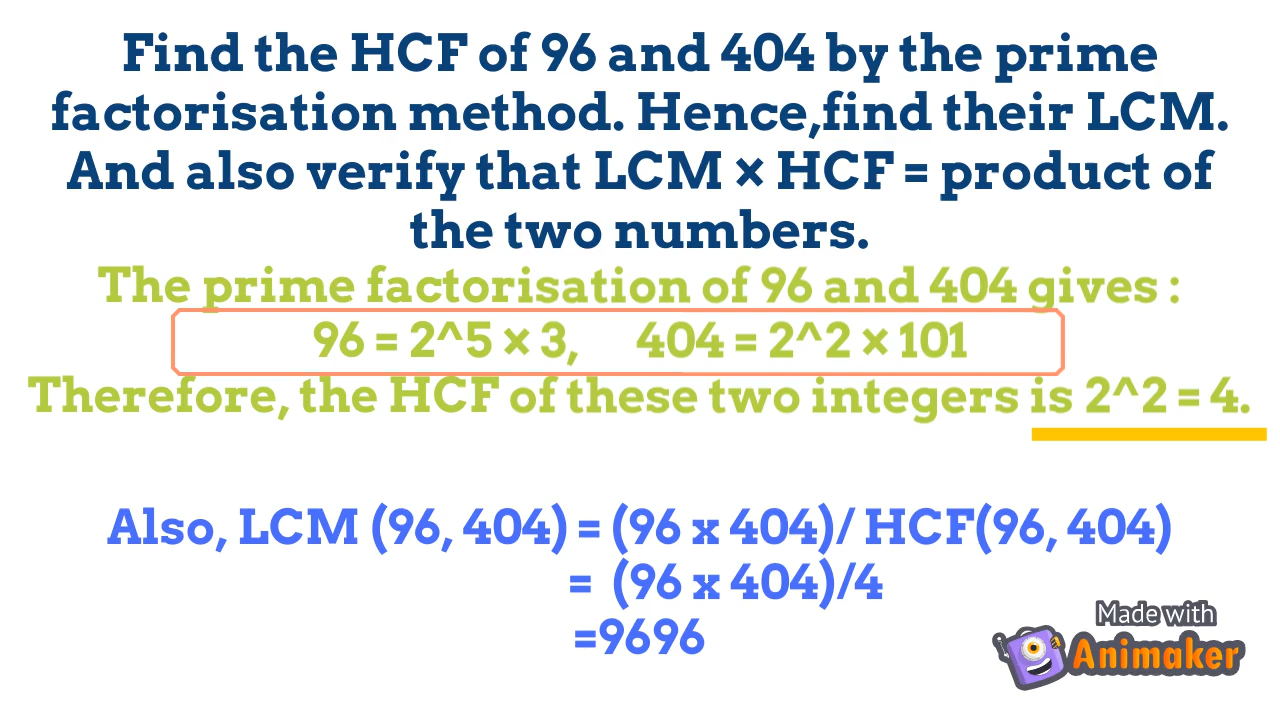 Find the HCF of 96 and 404 by the prime
factorisation method. Hence,find their LCM.
And also verify that LCM × HCF = product of
the two numbers.
The prime factorisation of 96 and 404 gives :
96 = 2^5 × 3, 404 = 2^2 × 101
Therefore, the HCF of these two integers is 2^2 = 4.
Also, LCM (96, 404) = (96 x 404)/ HCF(96, 404)
= (96 x 404)/4
=9696
Made with
Animaker